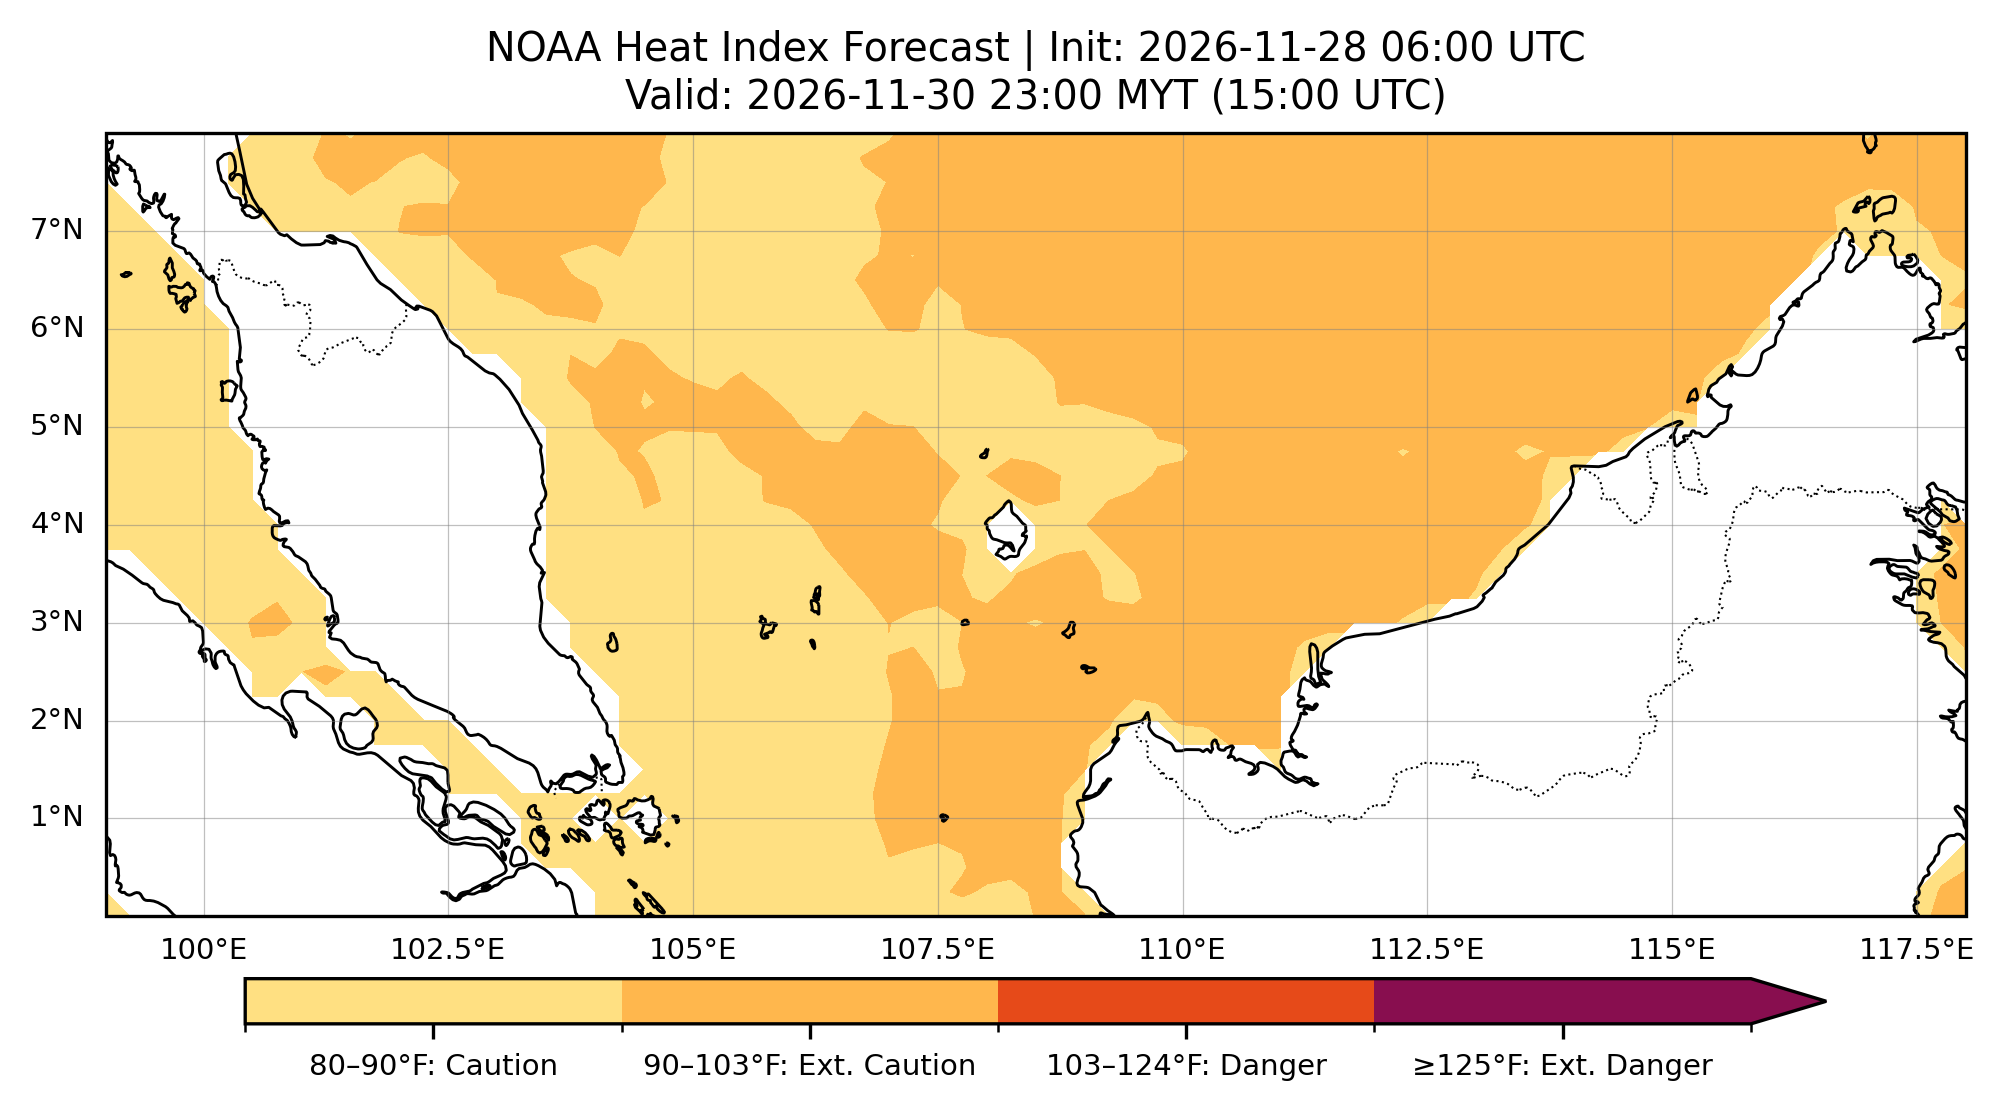 NOAA Heat Index Forecast | Init: 2026-11-28 06:00 UTC
Valid: 2026-11-30 23:00 MYT (15:00 UTC)
7°N
6°N
5°N
4°N
3°N
2°N
1°N
100°E 102.5°E 105°E 107.5°E 110°E 112.5°E 115°E 117.5°E
80–90°F: Caution 90–103°F: Ext. Caution 103–124°F: Danger ≥125°F: Ext. Danger